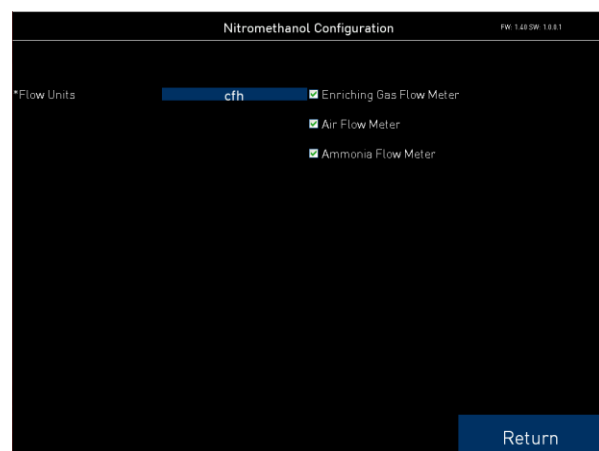 Nitromethanol Configuration
FW: 1.40 SW: 1.0.0.1
*Flow Units
cfh
Enriching Gas Flow Meter
Air Flow Meter
Ammonia Flow Meter
Return